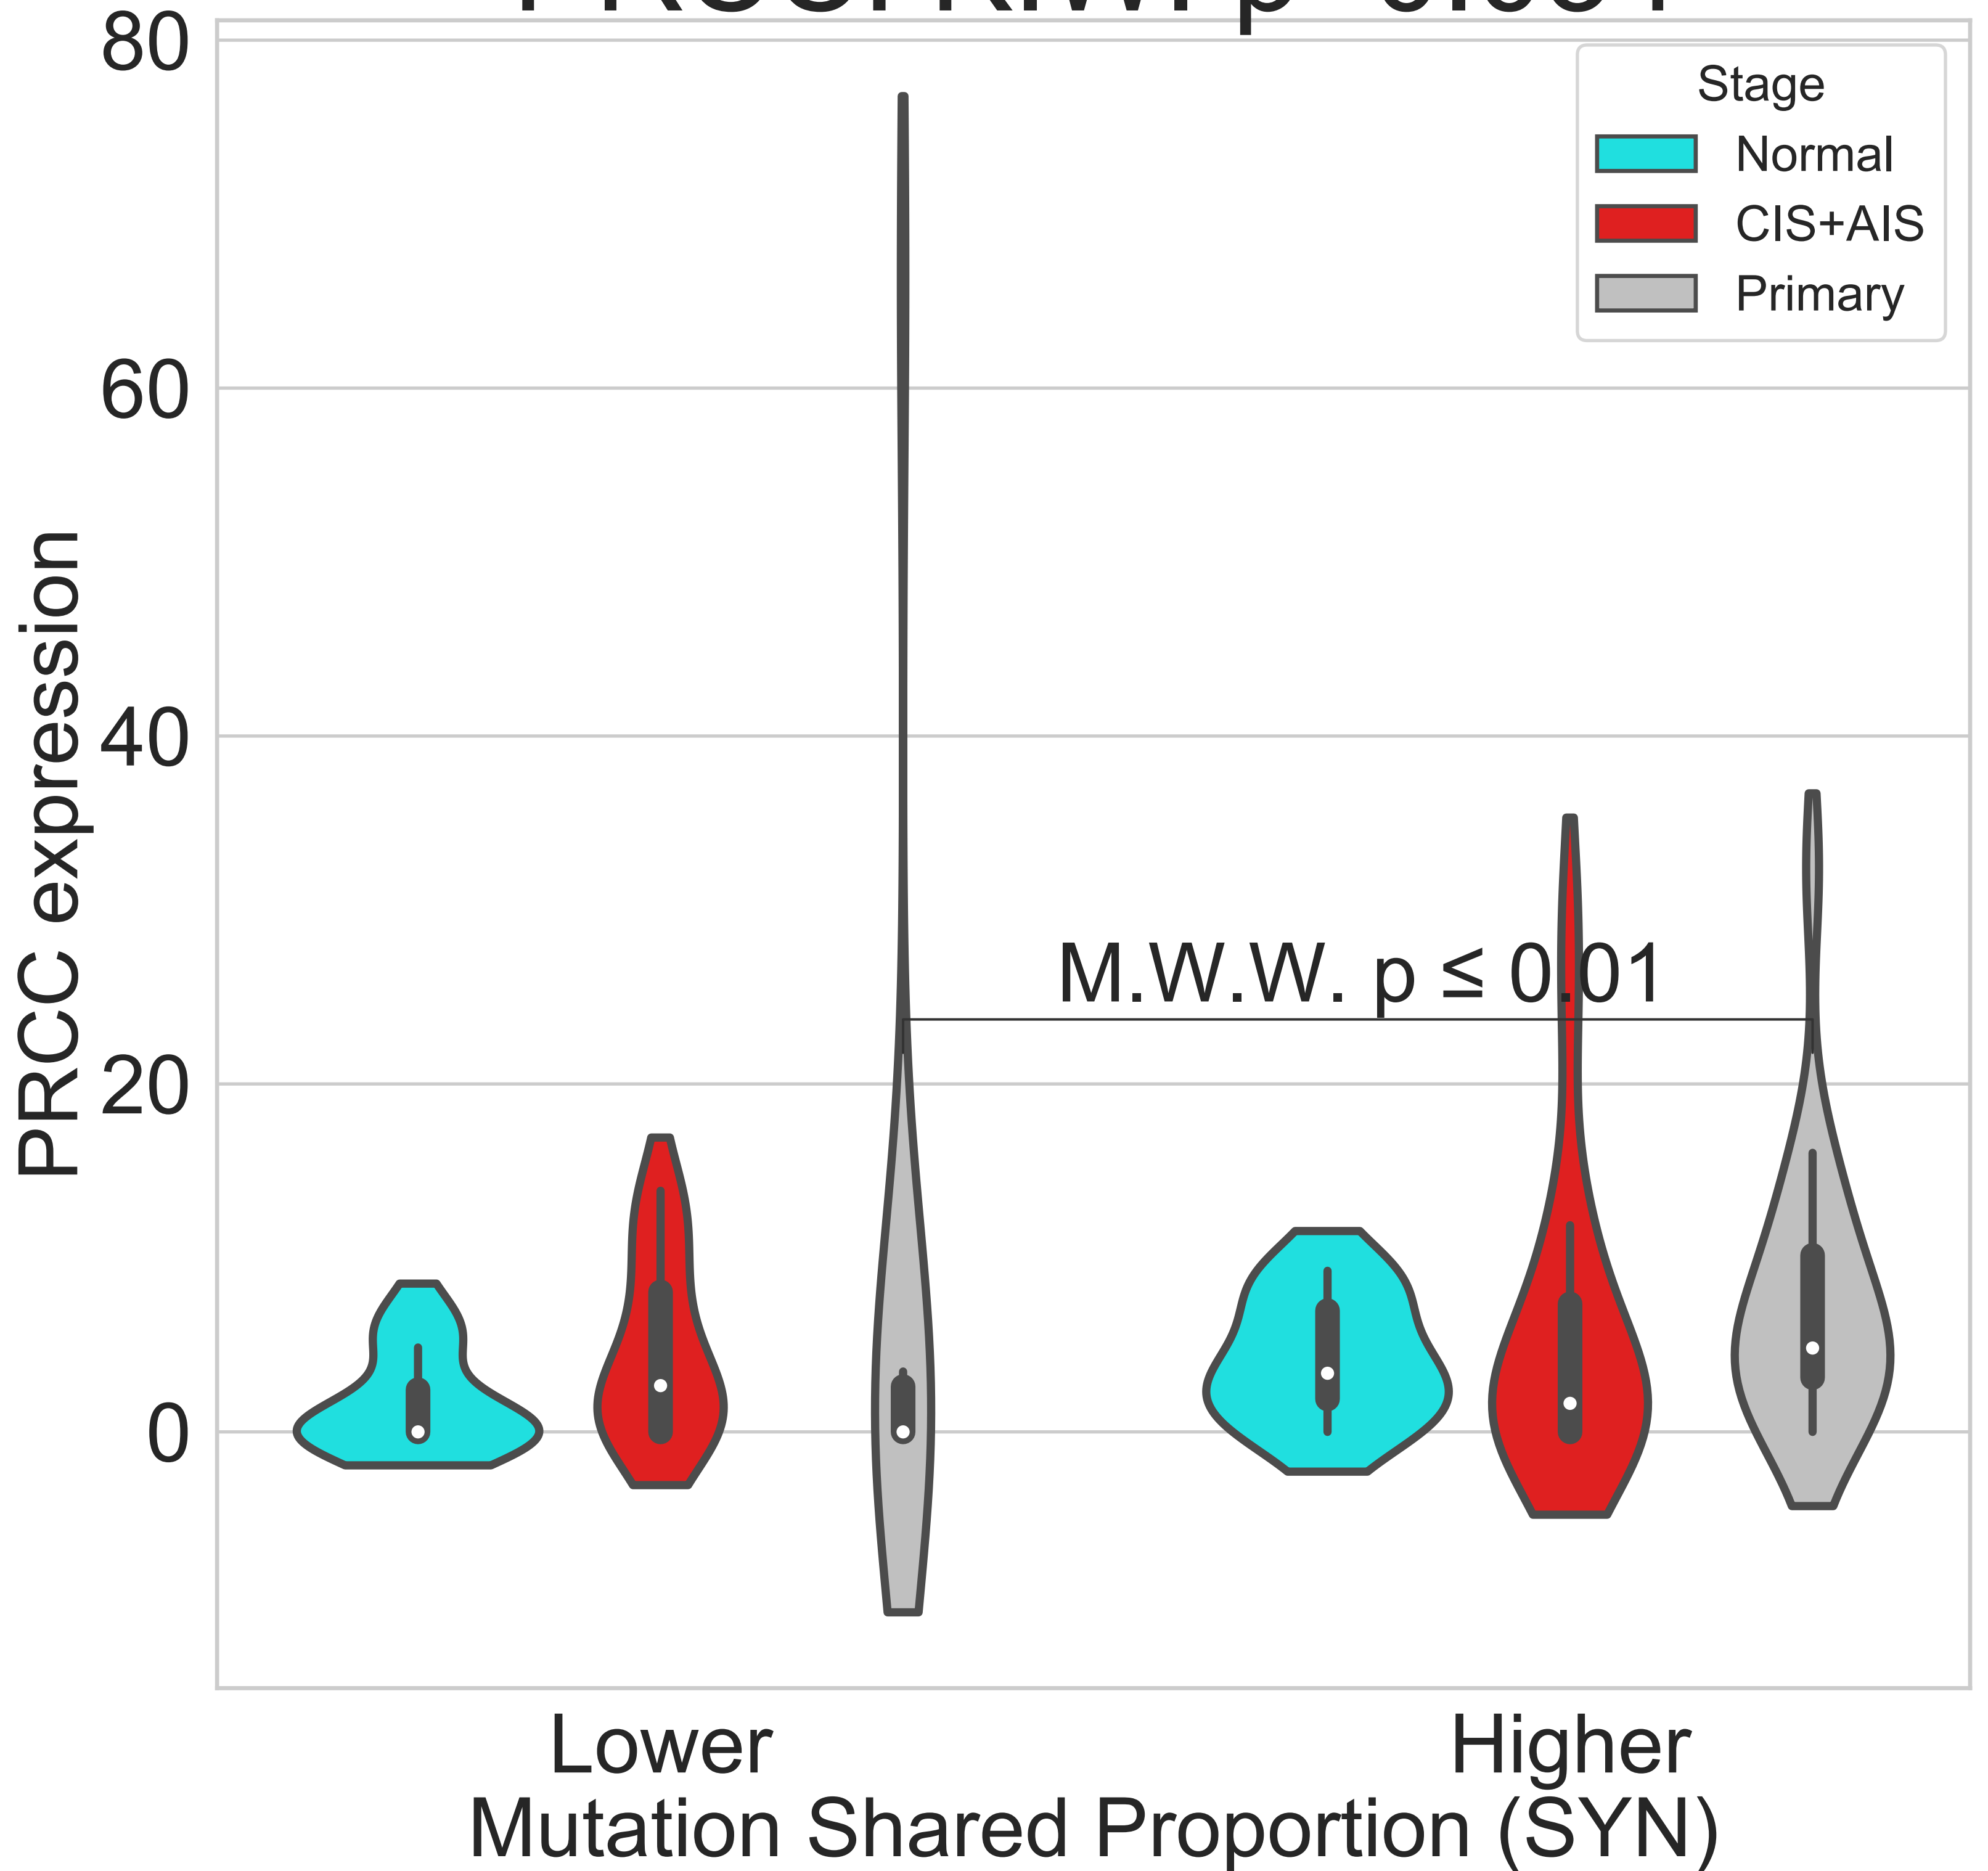 80
Stage
Normal
CIS+AIS
Primary
60
40
20
0
PRCC expression
M.W.W. p ≤ 0.01
Lower
Higher
Mutation Shared Proportion (SYN)